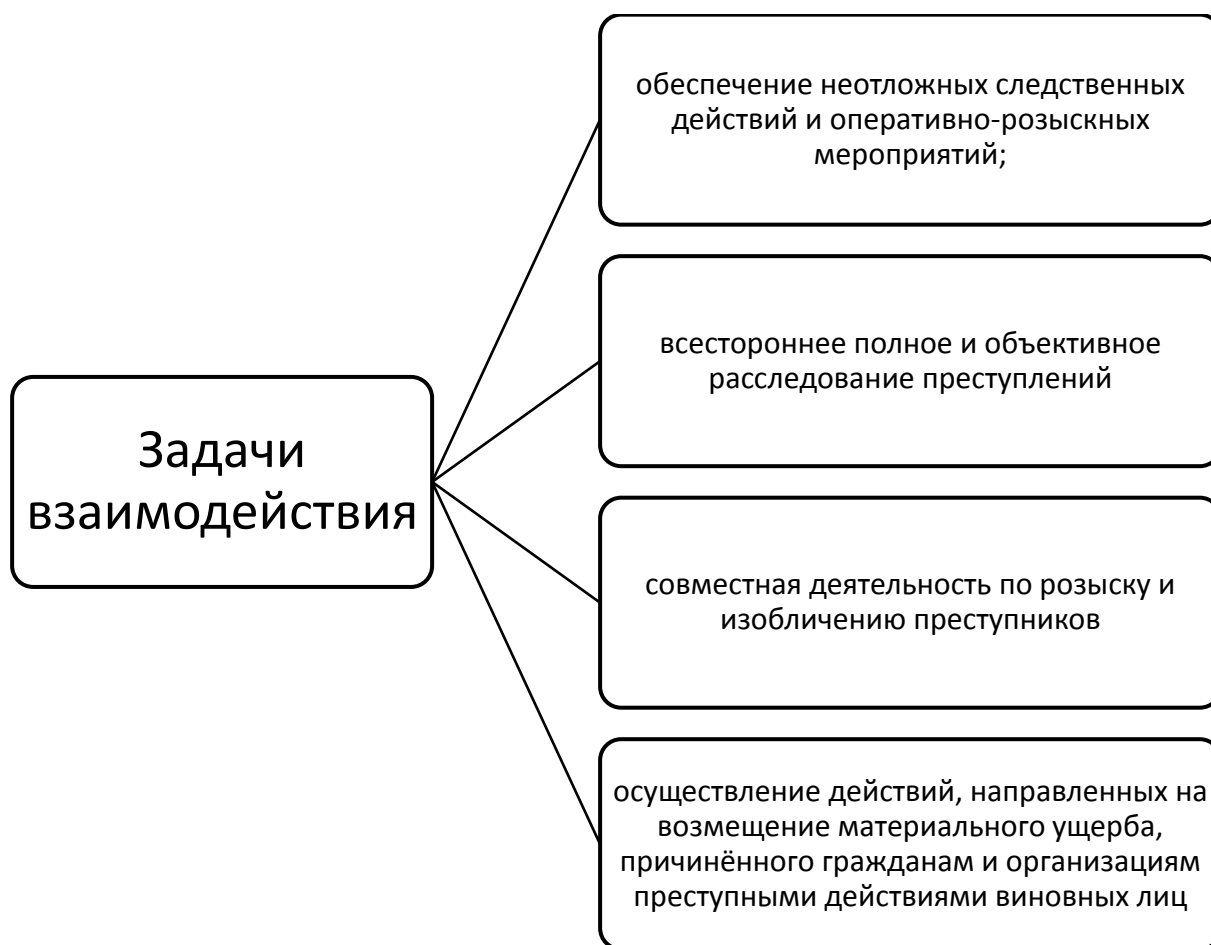 Задачи
взаимодействия
обеспечение неотложных следственных
действий и оперативно-розыскных
мероприятий;
всестороннее полное и объективное
расследование преступлений
совместная деятельность по розыску и
изобличению преступников
осуществление действий, направленных на
возмещение материального ущерба,
причинённого гражданам и организациям
преступными действиями виновных лиц